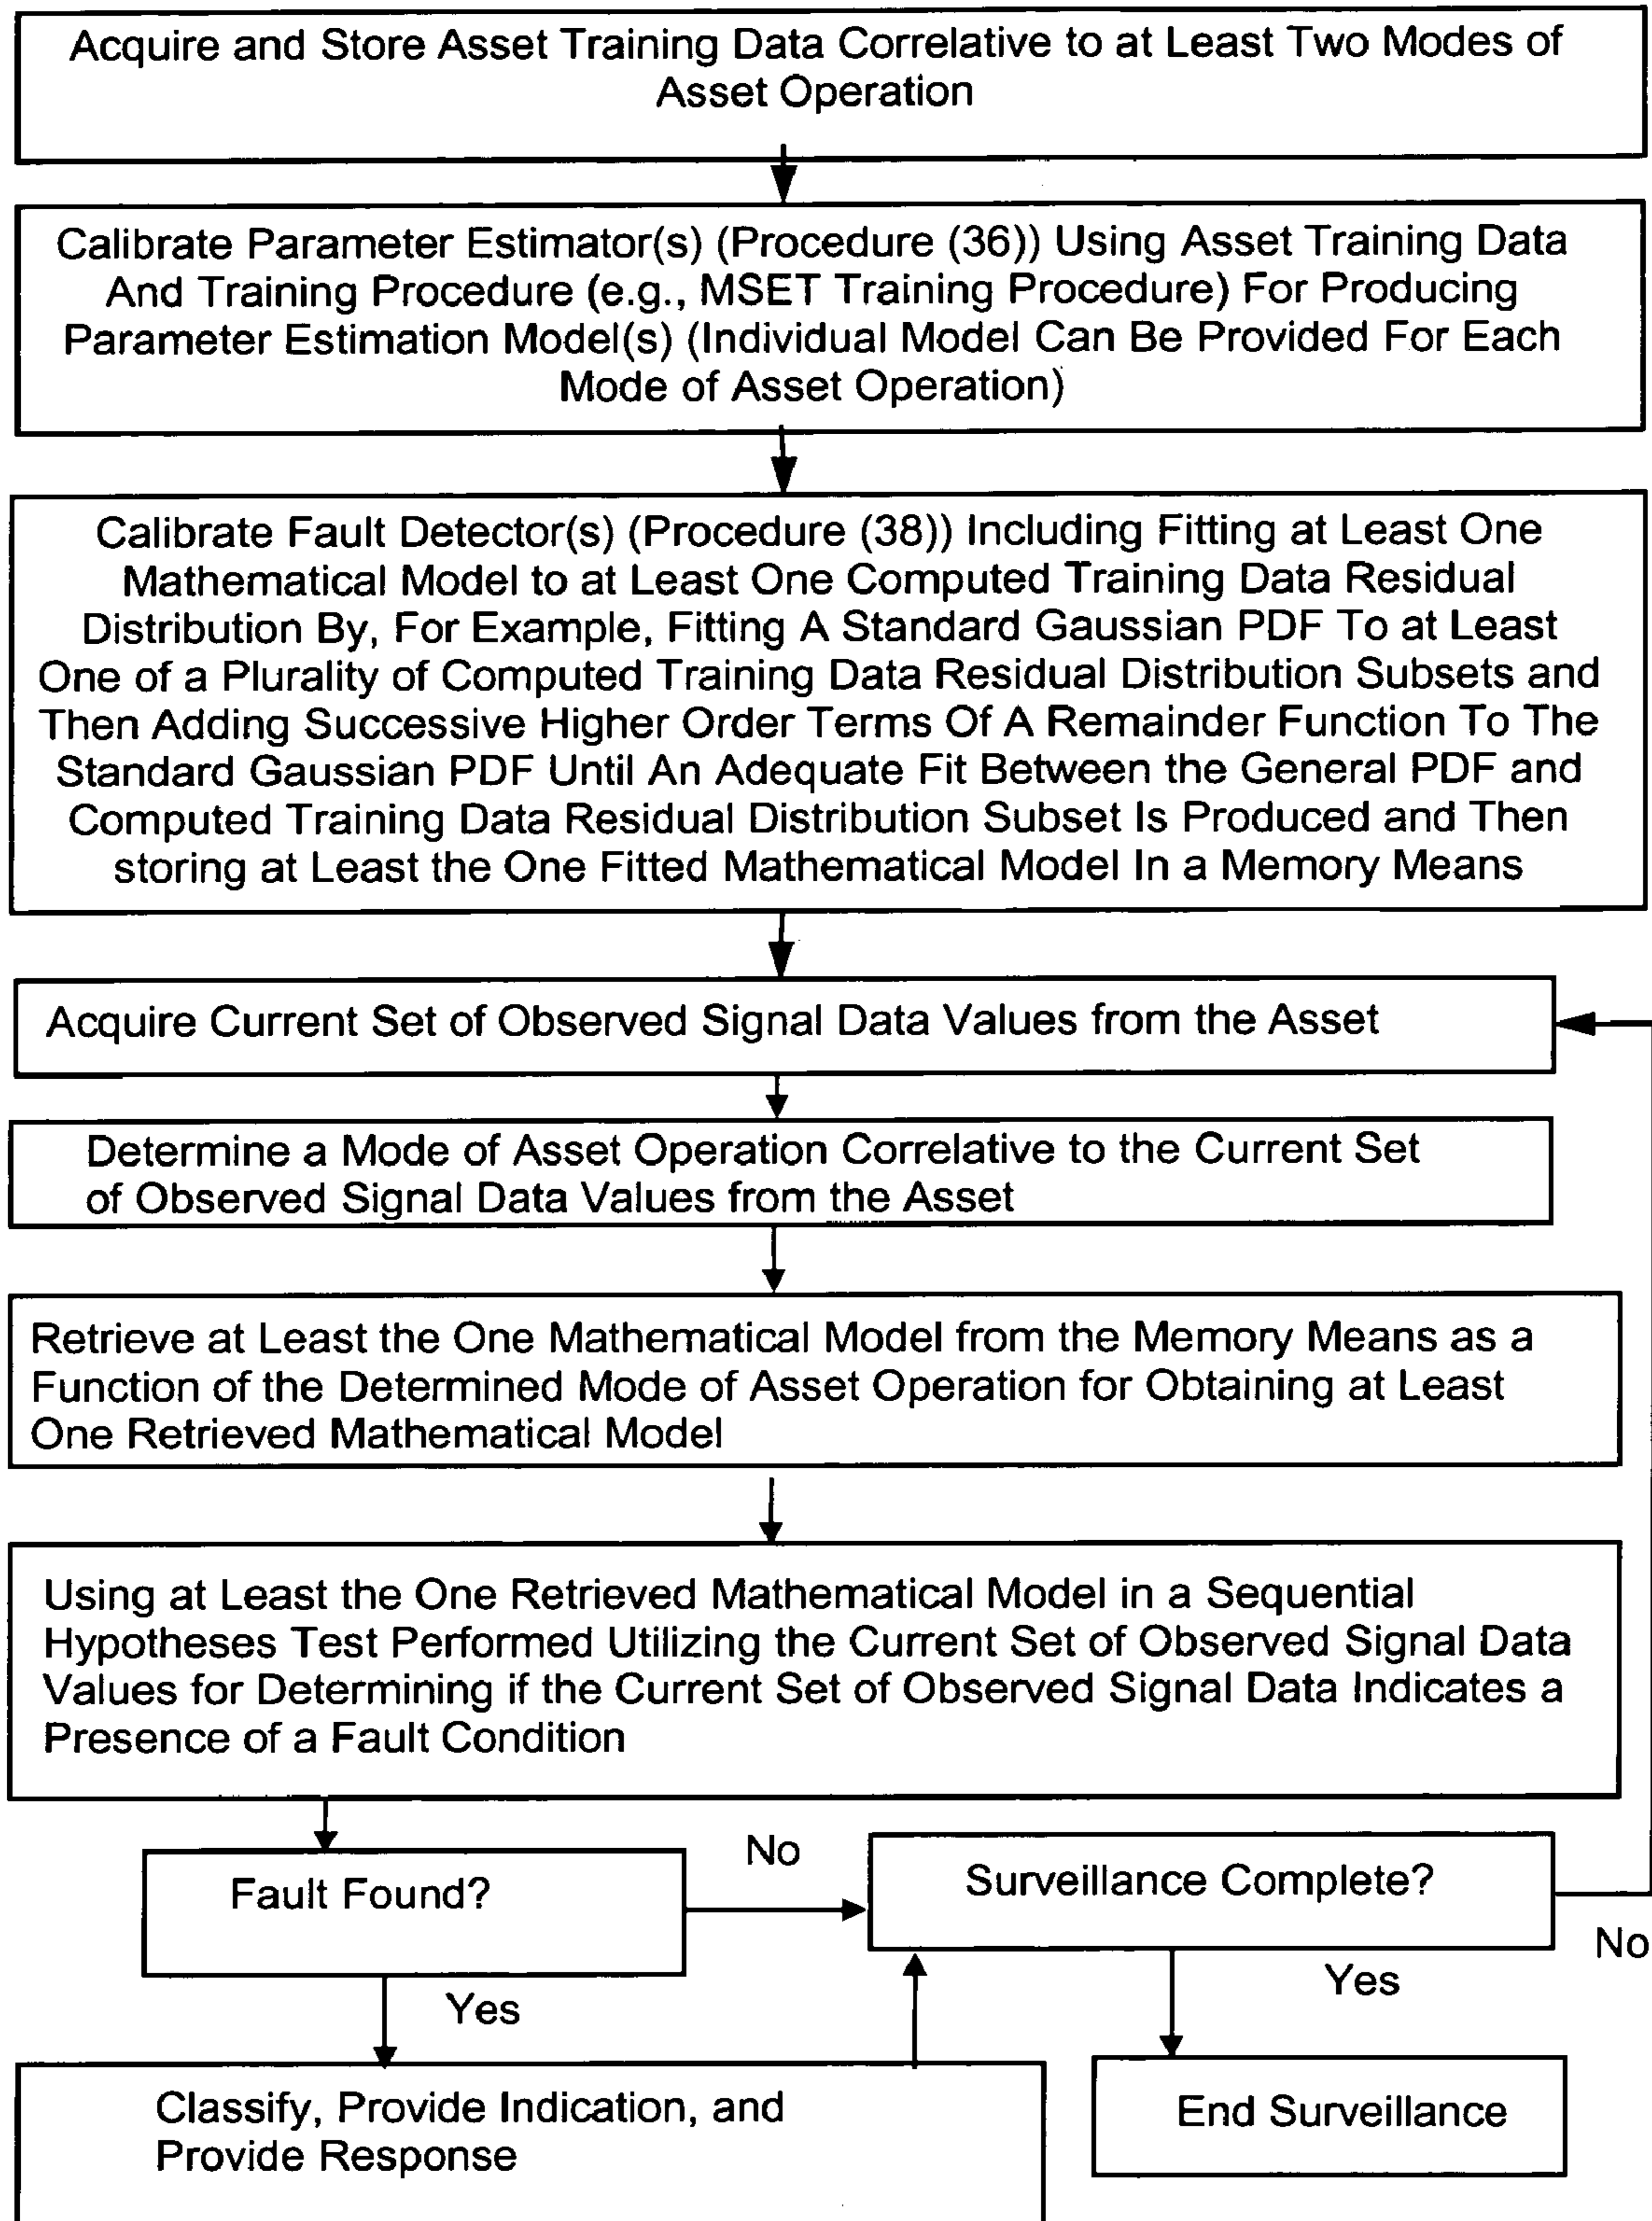 Acquire and Store Asset Training Data Correlative to at Least Two Modes of
Asset Operation
Calibrate Parameter Estimator(s) (Procedure (36)) Using Asset Training Data
And Training Procedure (e.g., MSET Training Procedure) For Producing
Parameter Estimation Model(s) (Individual Model Can Be Provided For Each
Mode of Asset Operation)
Calibrate Fault Detector(s) (Procedure (38)) Including Fitting at Least One
Mathematical Model to at Least One Computed Training Data Residual
Distribution By, For Example, Fitting A Standard Gaussian PDF To at Least
One of a Plurality of Computed Training Data Residual Distribution Subsets and
Then Adding Successive Higher Order Terms Of A Remainder Function To The
Standard Gaussian PDF Until An Adequate Fit Between the General PDF and
Computed Training Data Residual Distribution Subset Is Produced and Then
storing at Least the One Fitted Mathematical Model In a Memory Means
Acquire Current Set of Observed Signal Data Values from the Asset
Determine a Mode of Asset Operation Correlative to the Current Set
of Observed Signal Data Values from the Asset
Retrieve at Least the One Mathematical Model from the Memory Means as a
Function of the Determined Mode of Asset Operation for Obtaining at Least
One Retrieved Mathematical Model
Using at Least the One Retrieved Mathematical Model in a Sequential
Hypotheses Test Performed Utilizing the Current Set of Observed Signal Data
Values for Determining if the Current Set of Observed Signal Data Indicates a
Presence of a Fault Condition
Fault Found?
No
Surveillance Complete?
No
Yes
Yes
Classify, Provide Indication, and
Provide Response
End Surveillance